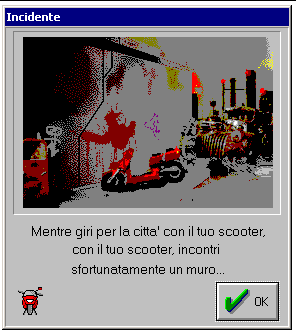 Incidente
Mentre giri per la citta' con il tuo scooter,
con il tuo scooter, incontri
sfortunatamente un muro...
OK